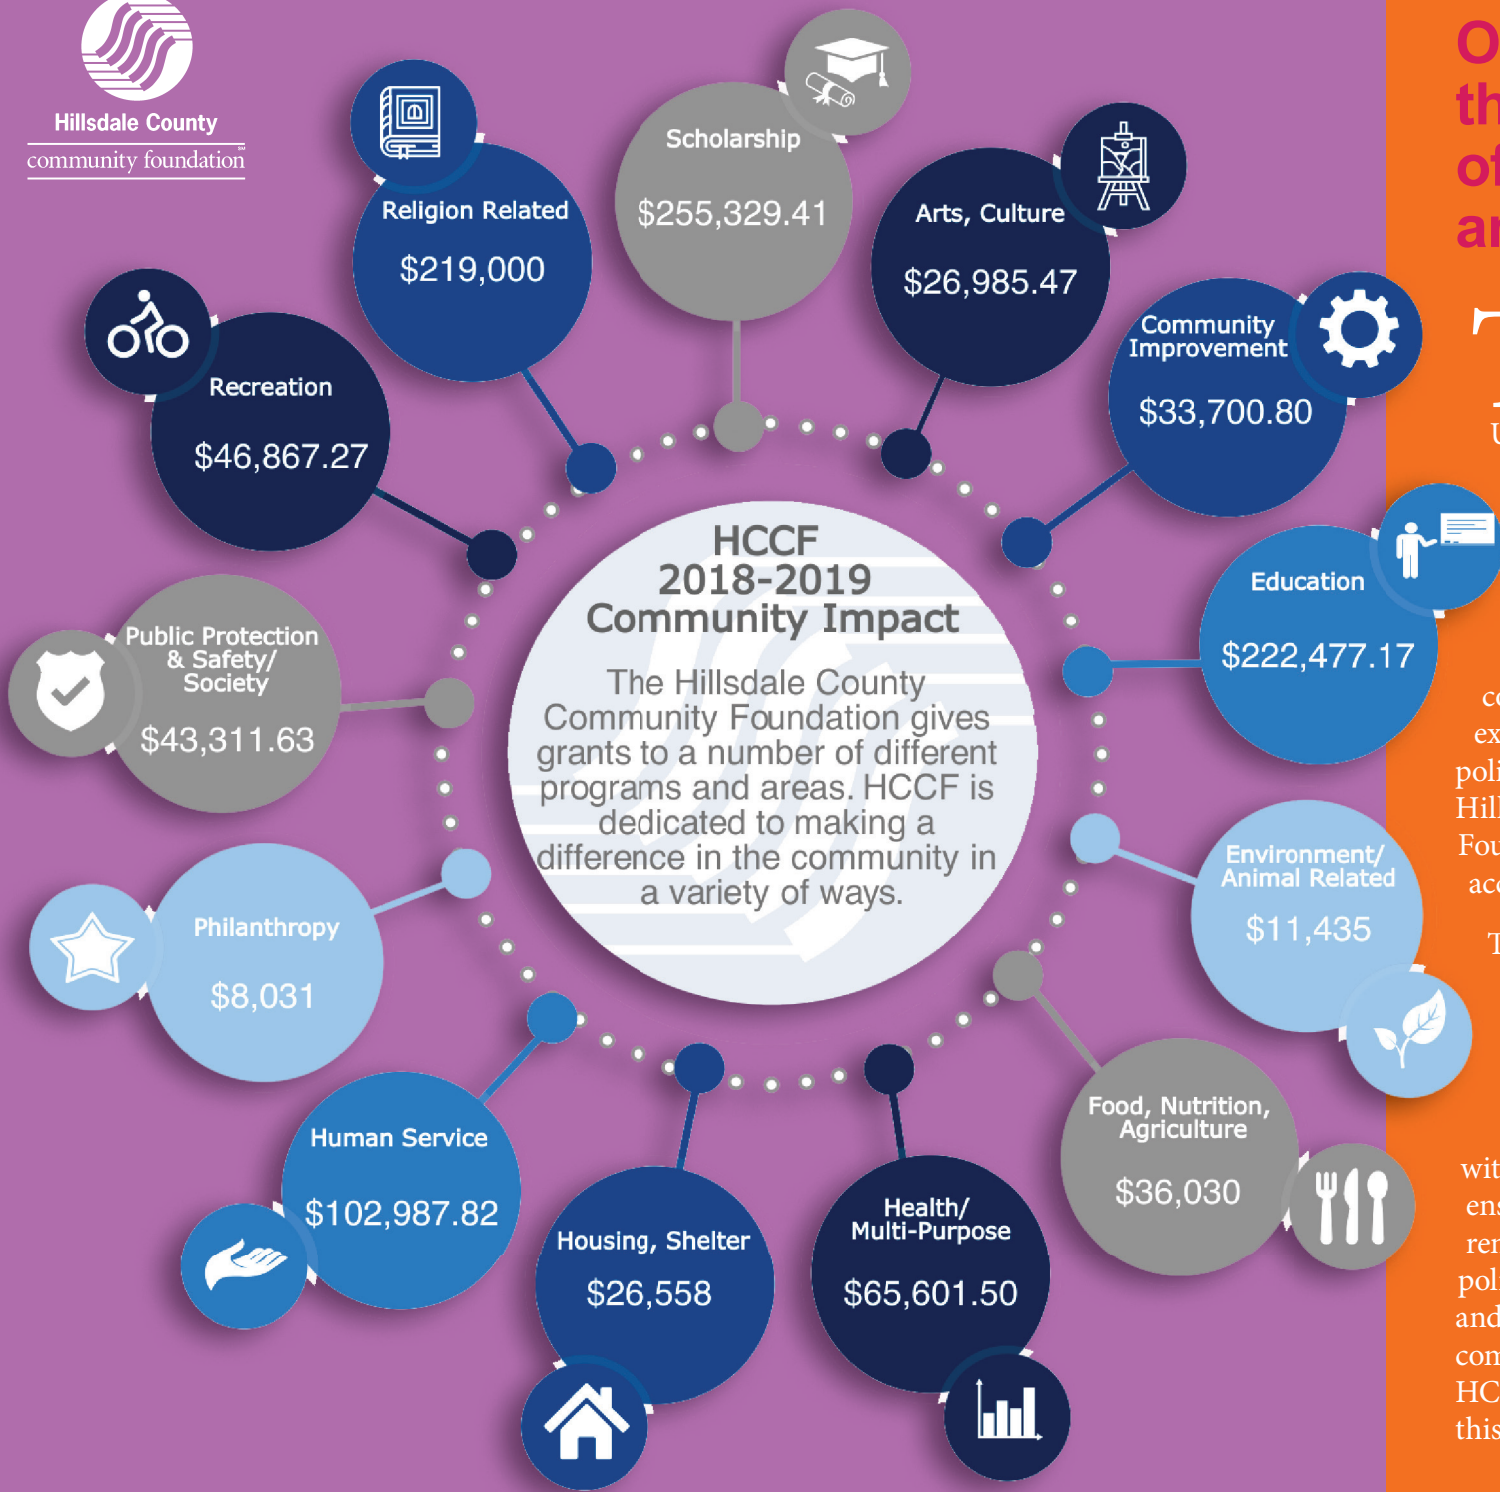 Hillsdale County
community foundation
Religion Related
$219,000
Scholarship
$255,329.41
Arts, Culture
$26,985.47
Community
Improvement
$33,700.80
Recreation
$46,867.27
Education
$222,477.17
Public Protection
& Safety/
Society
$43,311.63
HCCF
2018-2019
Community Impact
The Hillsdale County
Community Foundation gives
grants to a number of different
programs and areas. HCCF is
dedicated to making a
difference in the community in
a variety of ways.
Environment/
Animal Related
$11,435
Philanthropy
$8,031
Food, Nutrition,
Agriculture
$36,030
Human Service
$102,987.82
Housing, Shelter
$26,558
Health/
Multi-Purpose
$65,601.50
and
this